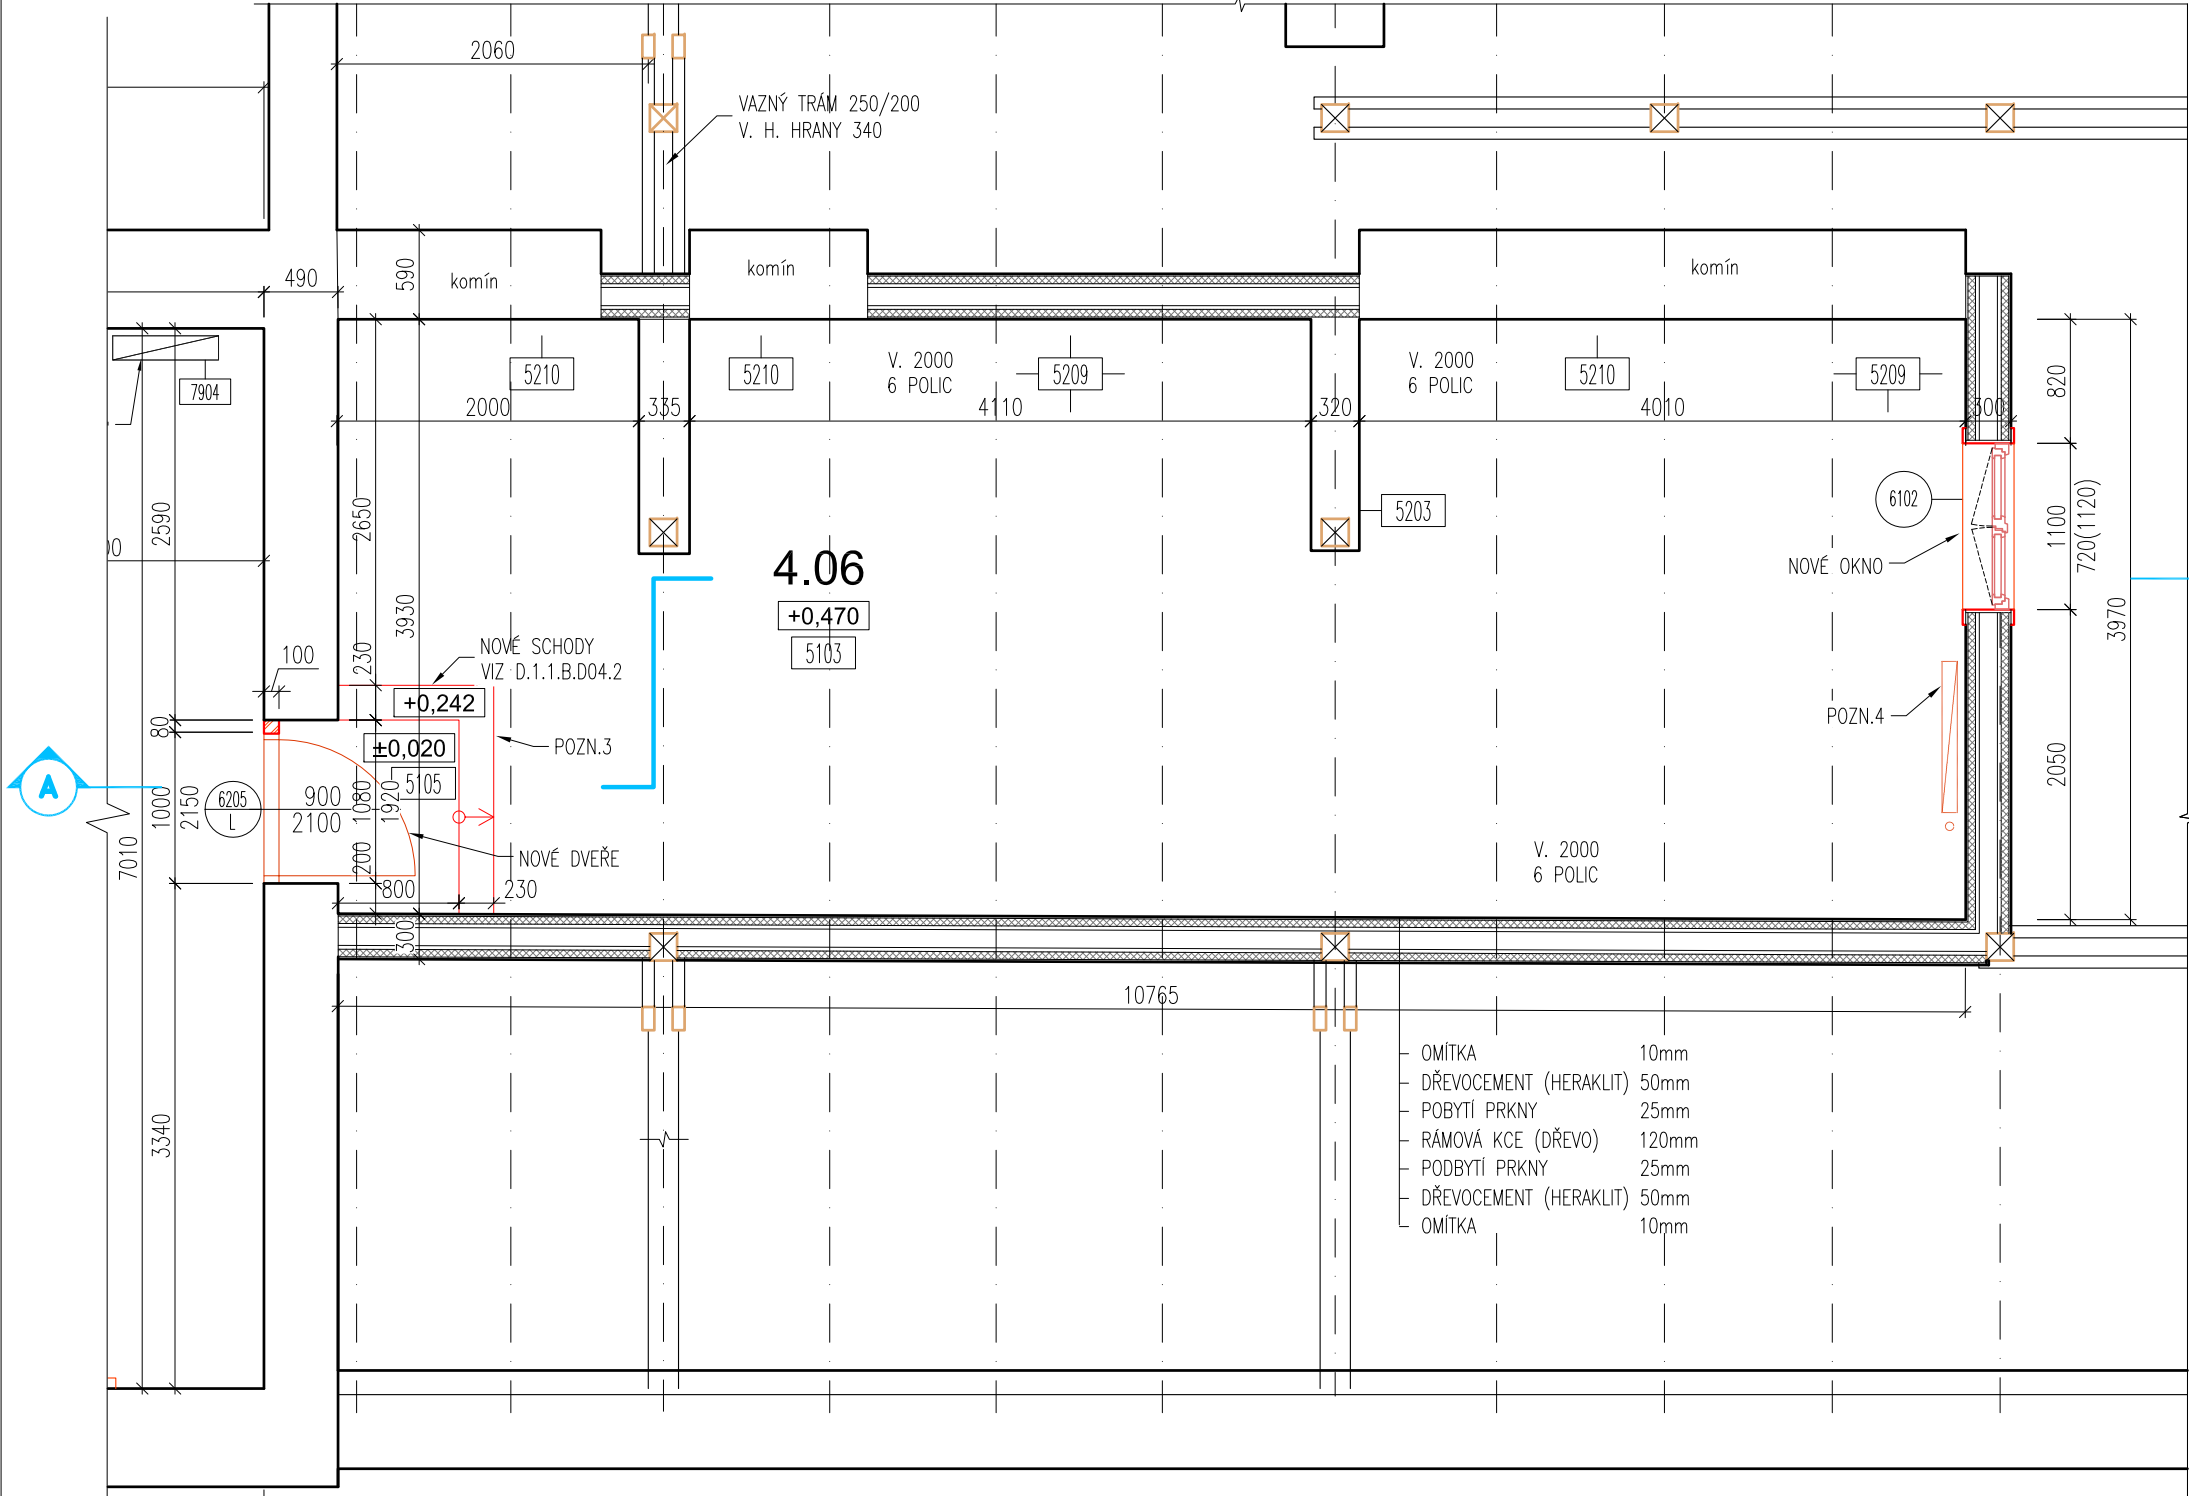 2060
VAZNÝ TRÁM 250/200
V. H. HRANY 340
490
590
komín
komín
komín
7904
5210
5210
V. 2000
6 POLIC
5209
V. 2000
6 POLIC
5210
5209
2000
335
4110
320
4010
300
820
2590
2650
5203
6102
1100
720(1120)
NOVÉ OKNO
4.06
+0,470
5103
3930
3970
NOVÉ SCHODY
VIZ D.1.1.B.D04.2
100
230
+0,242
POZN.4
80
±0,020
POZN.3
5105
A
1000
2150
6205
L
900
2100
1080
1920
2050
7010
200
NOVÉ DVEŘE
V. 2000
6 POLIC
800
230
300
10765
3340
OMÍTKA 10mm
DŘEVOCEMENT (HERAKLIT) 50mm
POBYTÍ PRKNY 25mm
RÁMOVÁ KCE (DŘEVO) 120mm
PODBYTÍ PRKNY 25mm
DŘEVOCEMENT (HERAKLIT) 50mm
OMÍTKA 10mm